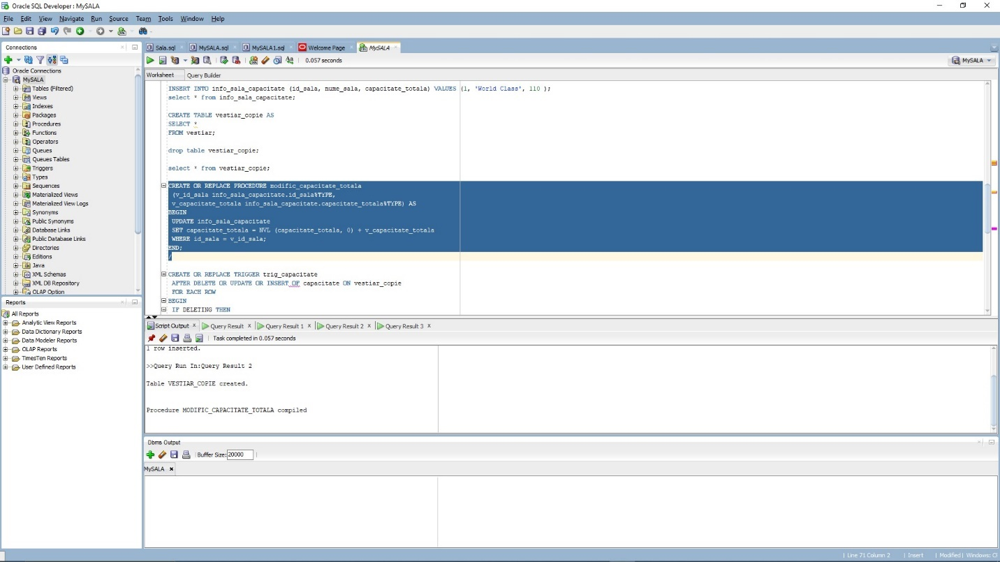 Oracle SQL Developer : MySALA
File Edit View Navigate Run Source Team Tools Window Help
Connections
Oracle Connections
MySALA
Tables (Filtered)
Views
Indexes
Packages
Procedures
Functions
Operators
Queues
Queues Tables
Triggers
Types
Sequences
Materialized Views
Materialized View Logs
Synonyms
Public Synonyms
Database Links
Public Database Links
Directories
Editions
Java
XML Schemas
XML DB Repository
OLAP Option
Reports
All Reports
Analytic View Reports
Data Dictionary Reports
Data Modeler Reports
OLAP Reports
TimesTen Reports
User Defined Reports
Sala.sql MySALA.sql MySALA1.sql Welcome Page MySALA
0.057 seconds
MySALA
Worksheet Query Builder
INSERT INTO info_sala_capacitate (id_sala, nume_sala, capacitate_totala) VALUES (1, 'World Class', 110 );
select * from info_sala_capacitate;
CREATE TABLE vestiar_copie AS
SELECT *
FROM vestiar;
drop table vestiar_copie;
select * from vestiar_copie;
CREATE OR REPLACE PROCEDURE modific_capacitate_totala
(v_id_sala info_sala_capacitate.id_sala%TYPE,
v_capacitate_totala info_sala_capacitate.capacitate_totala%TYPE) AS
BEGIN
UPDATE info_sala_capacitate
SET capacitate_totala = NVL (capacitate_totala, 0) + v_capacitate_totala
WHERE id_sala = v_id_sala;
END;
/
CREATE OR REPLACE TRIGGER trig_capacitate
AFTER DELETE OR UPDATE OR INSERT OF capacitate ON vestiar_copie
FOR EACH ROW
BEGIN
IF DELETING THEN
Script Output x Query Result x Query Result 1 x Query Result 2 x Query Result 3 x
Task completed in 0.057 seconds
1 row inserted.
>>Query Run In:Query Result 2
Table VESTIAR_COPIE created.
Procedure MODIFIC_CAPACITATE_TOTALA compiled
Dbms Output
Buffer Size: 20000
MySALA x
Line 71 Column 2 | Insert | Modified | Windows: C